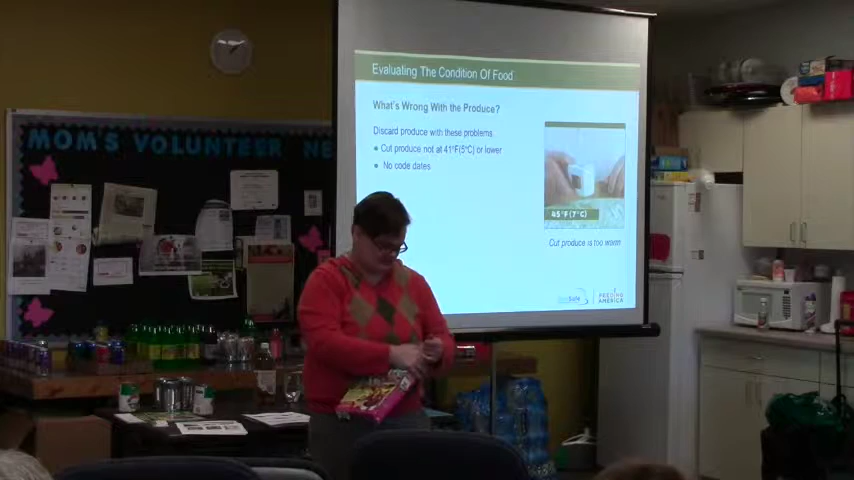 MOM'S VOLUNTEER NE
Evaluating The Condition Of Food
What's Wrong With the Produce?
Discard produce with these problems
• Cut produce not at 41°F(5°C) or lower
• No code dates
45°F (7°C)
Cut produce is too warm
FEEDING
AMERICA